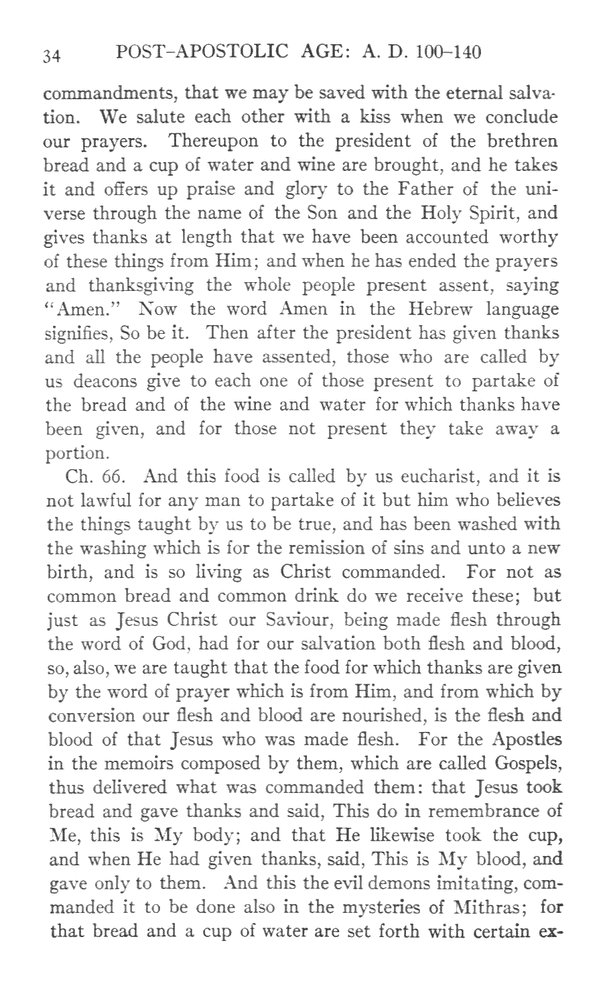 34 POST–APOSTOLIC AGE: A. D. 100–140
commandments, that we may be saved with the eternal salva-
tion. We salute each other with a kiss when we conclude
our prayers. Thereupon to the president of the brethren
bread and a cup of water and wine are brought, and he takes
it and offers up praise and glory to the Father of the uni-
verse through the name of the Son and the Holy Spirit, and
gives thanks at length that we have been accounted worthy
of these things from Him; and when he has ended the prayers
and thanksgiving the whole people present assent, saying
“Amen.” Now the word Amen in the Hebrew language
signifies, So be it. Then after the president has given thanks
and all the people have assented, those who are called by
us deacons give to each one of those present to partake of
the bread and of the wine and water for which thanks have
been given, and for those not present they take away a
portion.
Ch. 66. And this food is called by us eucharist, and it is
not lawful for any man to partake of it but him who believes
the things taught by us to be true, and has been washed with
the washing which is for the remission of sins and unto a new
birth, and is so living as Christ commanded. For not as
common bread and common drink do we receive these; but
just as Jesus Christ our Saviour, being made flesh through
the word of God, had for our salvation both flesh and blood,
so, also, we are taught that the food for which thanks are given
by the word of prayer which is from Him, and from which by
conversion our flesh and blood are nourished, is the flesh and
blood of that Jesus who was made flesh. For the Apostles
in the memoirs composed by them, which are called Gospels,
thus delivered what was commanded them: that Jesus took
bread and gave thanks and said, This do in remembrance of
Me, this is My body; and that He likewise took the cup,
and when He had given thanks, said, This is My blood, and
gave only to them. And this the evil demons imitating, com-
manded it to be done also in the mysteries of Mithras; for
that bread and a cup of water are set forth with certain ex-